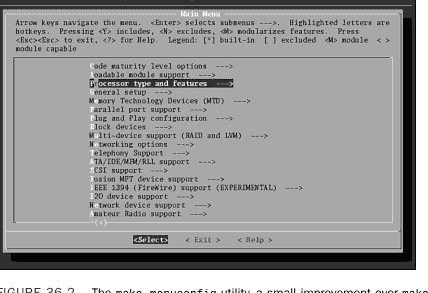 Main Menu
Arrow keys navigate the menu. <Enter> selects submenus --->. Highlighted letters are
hotkeys. Pressing <Y> includes, <N> excludes, <M> modularizes features. Press
<Esc><Esc> to exit, <?> for Help. Legend: [*] built-in [ ] excluded <M> module < >
module capable
Code maturity level options --->
Loadable module support --->
Processor type and features --->
General setup --->
Memory Technology Devices (MTD) --->
Parallel port support --->
Plug and Play configuration --->
Block devices --->
Multi-device support (RAID and LVM) --->
Networking options --->
Telephony Support --->
ATA/IDE/MFM/RLL support --->
SCSI support --->
Fusion MPT device support --->
IEEE 1394 (FireWire) support (EXPERIMENTAL) --->
I2O device support --->
Network device support --->
Amateur Radio support --->
(+)
<Select> < Exit > < Help >
FIGURE 36.2 The make menuconfig utility, a small improvement over make